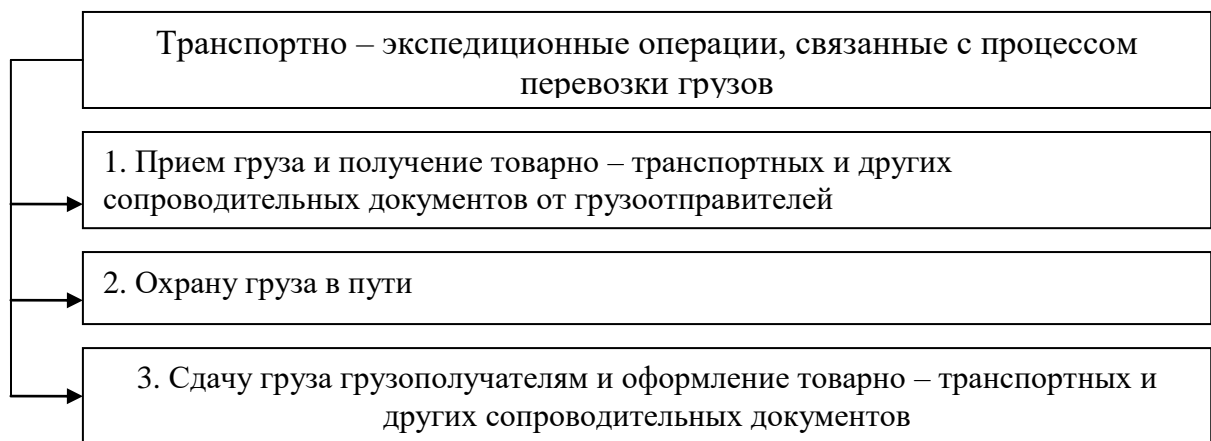 Транспортно – экспедиционные операции, связанные с процессом
перевозки грузов
1. Прием груза и получение товарно – транспортных и других
сопроводительных документов от грузоотправителей
2. Охрану груза в пути
3. Сдачу груза грузополучателям и оформление товарно – транспортных и
других сопроводительных документов